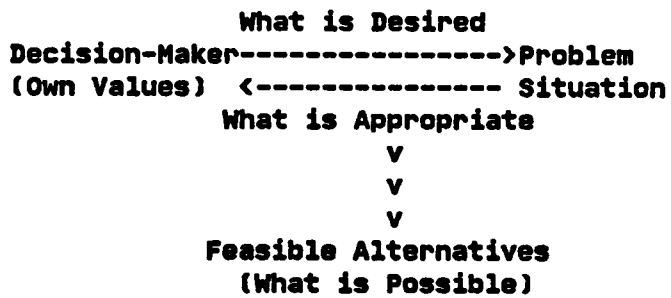 What is Desired
Decision-Maker---------------->Problem
(Own Values) <--------------- Situation
What is Appropriate
v
v
v
Feasible Alternatives
(What is Possible)